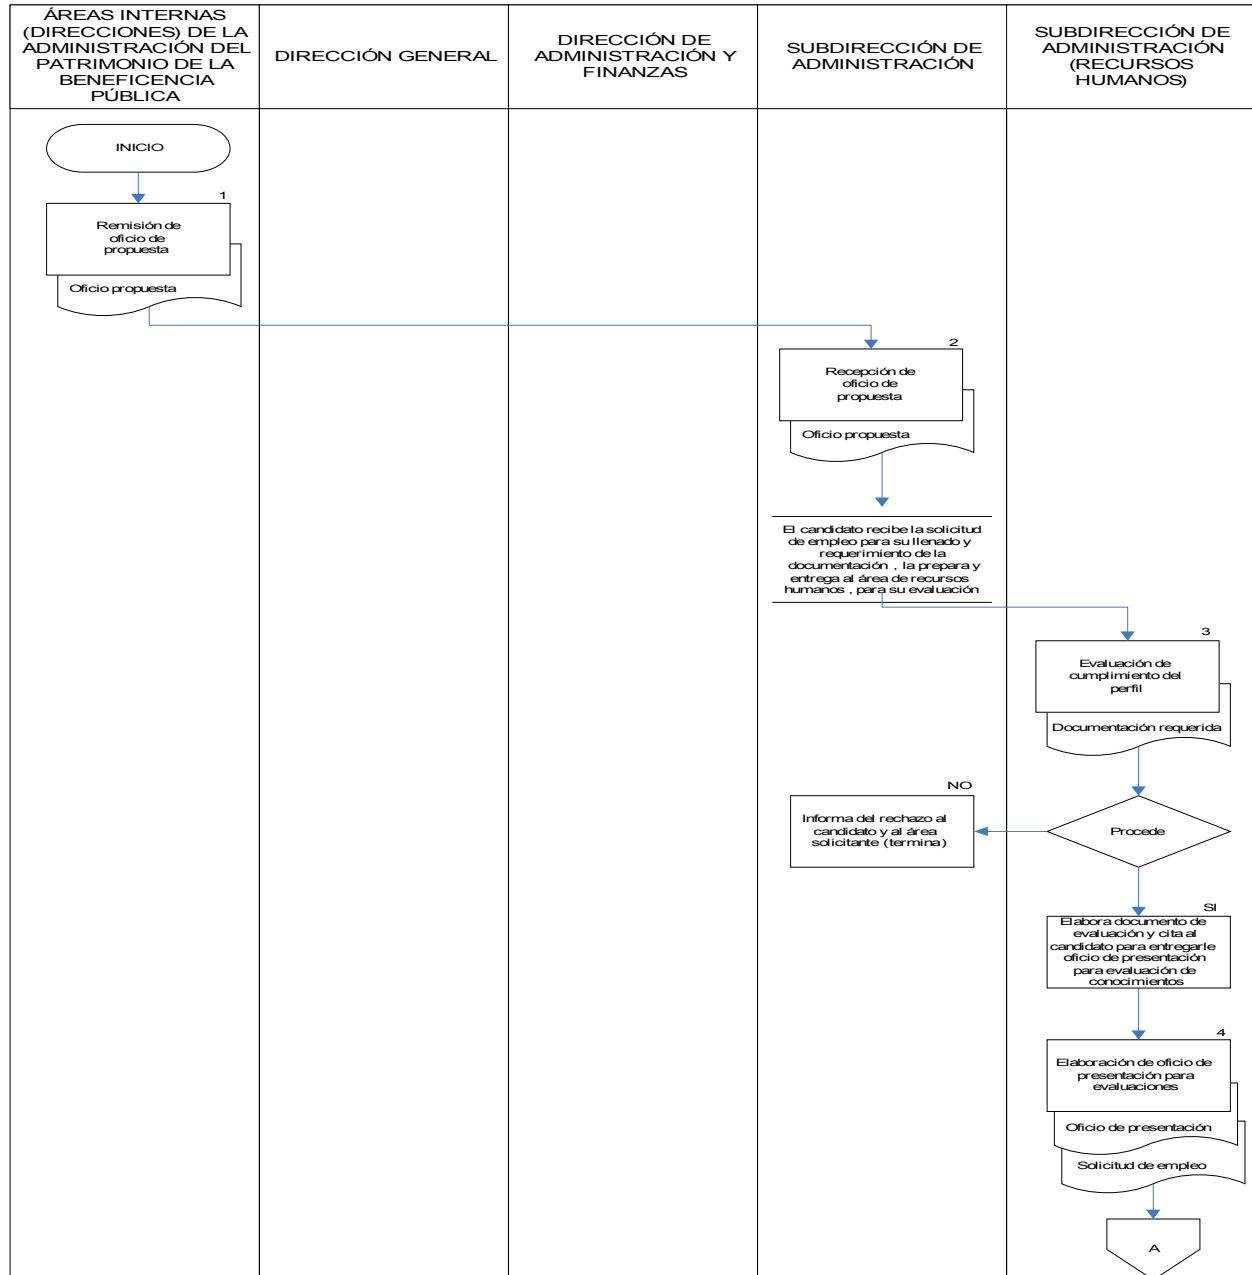 ÁREAS INTERNAS
(DIRECCIONES) DE LA
ADMINISTRACIÓN DEL
PATRIMONIO DE LA
BENEFICENCIA
PÚBLICA
DIRECCIÓN GENERAL
DIRECCIÓN DE
ADMINISTRACIÓN Y
FINANZAS
SUBDIRECCIÓN DE
ADMINISTRACIÓN
SUBDIRECCIÓN DE
ADMINISTRACIÓN
(RECURSOS
HUMANOS)
INICIO
1
Remisión de
oficio de
propuesta
Oficio propuesta
2
Recepción de
oficio de
propuesta
Oficio propuesta
El candidato recibe la solicitud
de empleo para su llenado y
requerimiento de la
documentación , la prepara y
entrega al área de recursos
humanos , para su evaluación
3
Evaluación de
cumplimiento del
perfil
Documentación requerida
NO
Informa del rechazo al
candidato y al área
solicitante (termina)
Procede
SI
Elabora documento de
evaluación y cita al
candidato para entregarle
oficio de presentación
para evaluación de
conocimientos
4
Elaboración de oficio de
presentación para
evaluaciones
Oficio de presentación
Solicitud de empleo
A